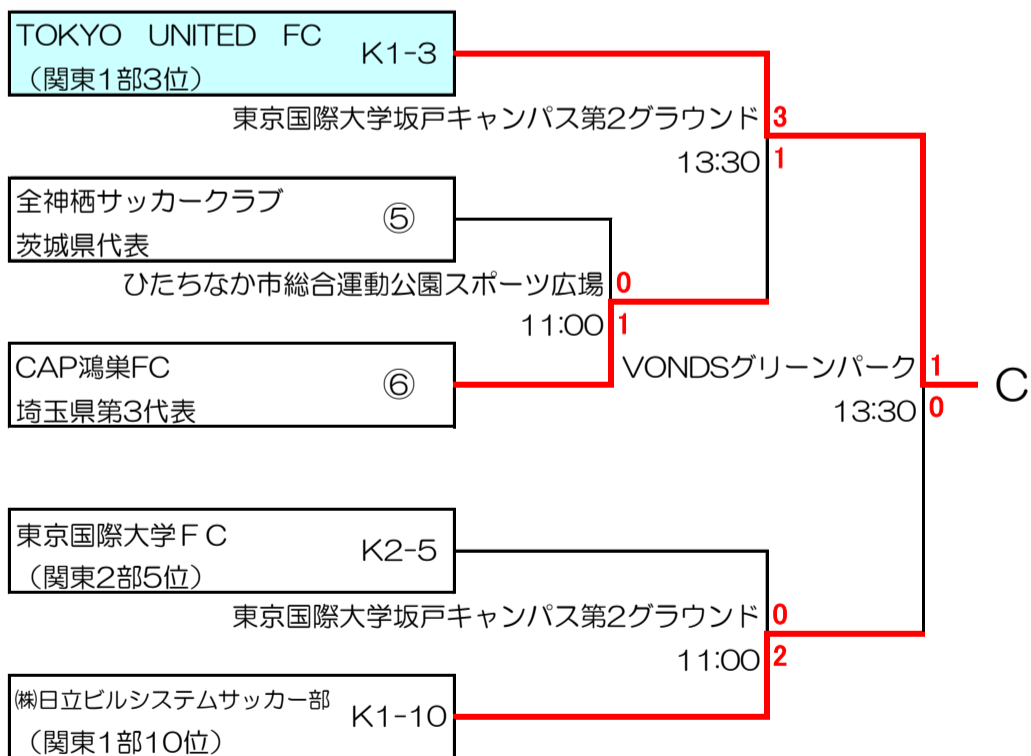 TOKYO　UNITED　FC
（関東1部3位）
K1-3
東京国際大学坂戸キャンパス第2グラウンド
3
13:30
1
全神栖サッカークラブ
茨城県代表
⑤
ひたちなか市総合運動公園スポーツ広場
0
11:00
1
CAP鴻巣FC
埼玉県第3代表
⑥
VONDSグリーンパーク
1
13:30
0
C
東京国際大学ＦＣ
（関東2部5位）
K2-5
東京国際大学坂戸キャンパス第2グラウンド
0
11:00
2
㈱日立ビルシステムサッカー部
（関東1部10位）
K1-10